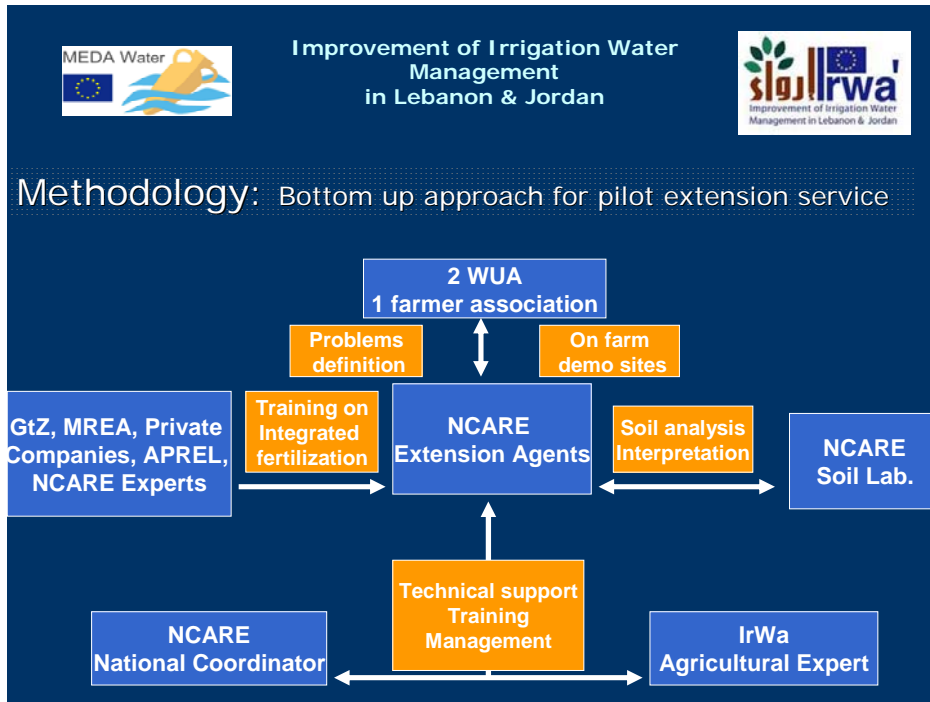 MEDA Water
Improvement of Irrigation Water
Management
in Lebanon & Jordan
الرواء Irwa'
Improvement of Irrigation Water
Management in Lebanon & Jordan
Methodology: Bottom up approach for pilot extension service
2 WUA
1 farmer association
Problems
definition
On farm
demo sites
GtZ, MREA, Private
Companies, APREL,
NCARE Experts
Training on
Integrated
fertilization
NCARE
Extension Agents
Soil analysis
Interpretation
NCARE
Soil Lab.
Technical support
Training
Management
NCARE
National Coordinator
IrWa
Agricultural Expert